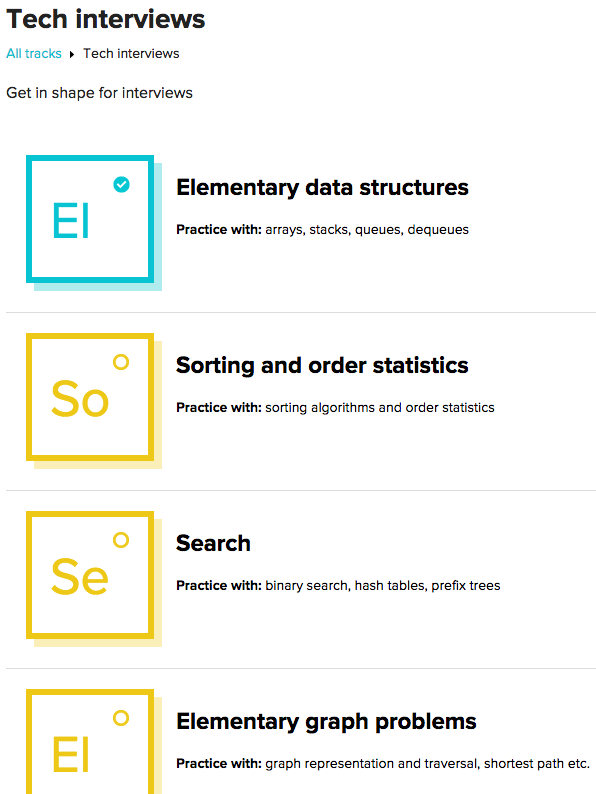 Tech interviews
All tracks ▸ Tech interviews
Get in shape for interviews
El
Elementary data structures
Practice with: arrays, stacks, queues, dequeues
So
Sorting and order statistics
Practice with: sorting algorithms and order statistics
Se
Search
Practice with: binary search, hash tables, prefix trees
El
Elementary graph problems
Practice with: graph representation and traversal, shortest path etc.